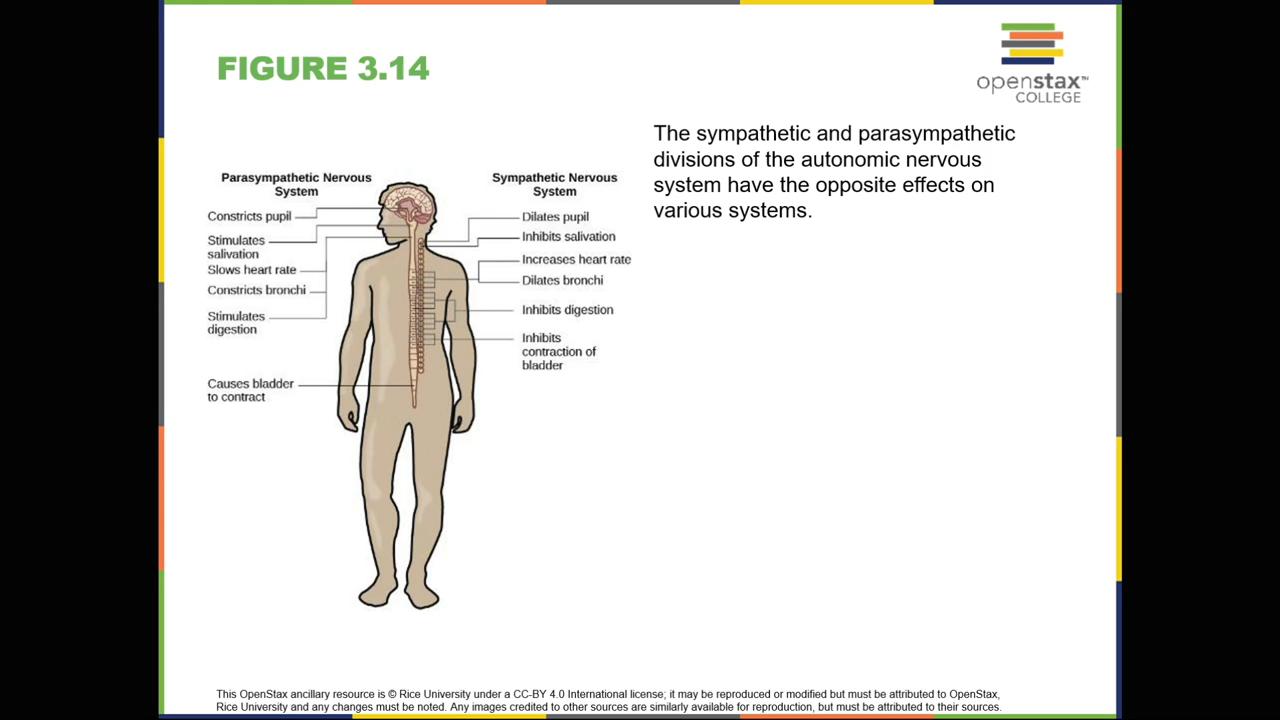 FIGURE 3.14
openstax™
COLLEGE
The sympathetic and parasympathetic
divisions of the autonomic nervous
system have the opposite effects on
various systems.
Parasympathetic Nervous
System
Constricts pupil
Stimulates
salivation
Slows heart rate
Constricts bronchi
Stimulates
digestion
Causes bladder
to contract
Sympathetic Nervous
System
Dilates pupil
Inhibits salivation
Increases heart rate
Dilates bronchi
Inhibits digestion
Inhibits
contraction of
bladder
This OpenStax ancillary resource is © Rice University under a CC-BY 4.0 International license; it may be reproduced or modified but must be attributed to OpenStax,
Rice University and any changes must be noted. Any images credited to other sources are similarly available for reproduction, but must be attributed to their sources.